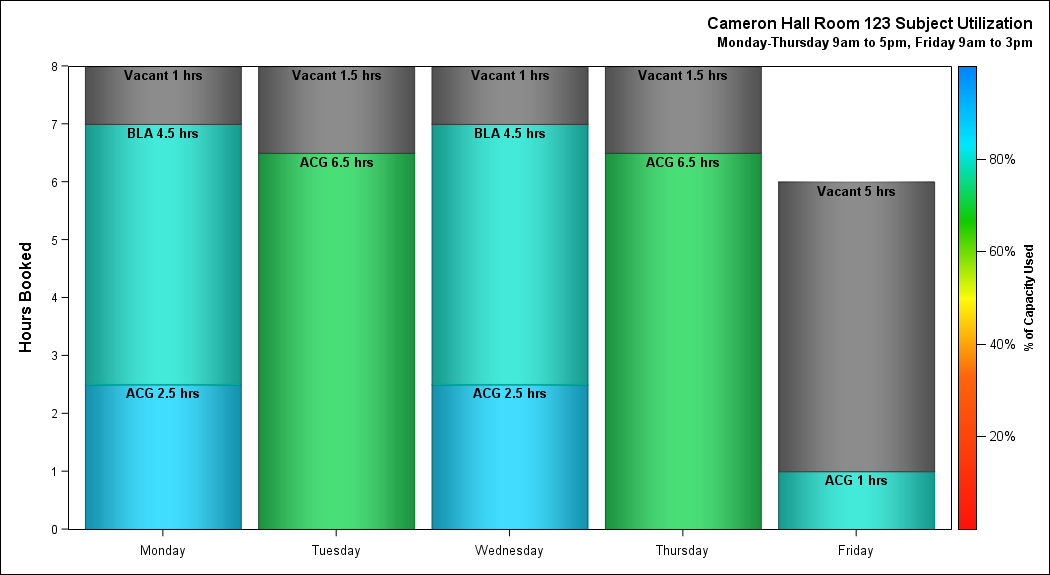 Cameron Hall Room 123 Subject Utilization
Monday-Thursday 9am to 5pm, Friday 9am to 3pm
Hours Booked
8
7
6
5
4
3
2
1
0
Vacant 1 hrs
BLA 4.5 hrs
ACG 2.5 hrs
Vacant 1.5 hrs
ACG 6.5 hrs
Vacant 1 hrs
BLA 4.5 hrs
ACG 2.5 hrs
Vacant 1.5 hrs
ACG 6.5 hrs
Vacant 5 hrs
ACG 1 hrs
Monday
Tuesday
Wednesday
Thursday
Friday
80%
60%
40%
20%
% of Capacity Used